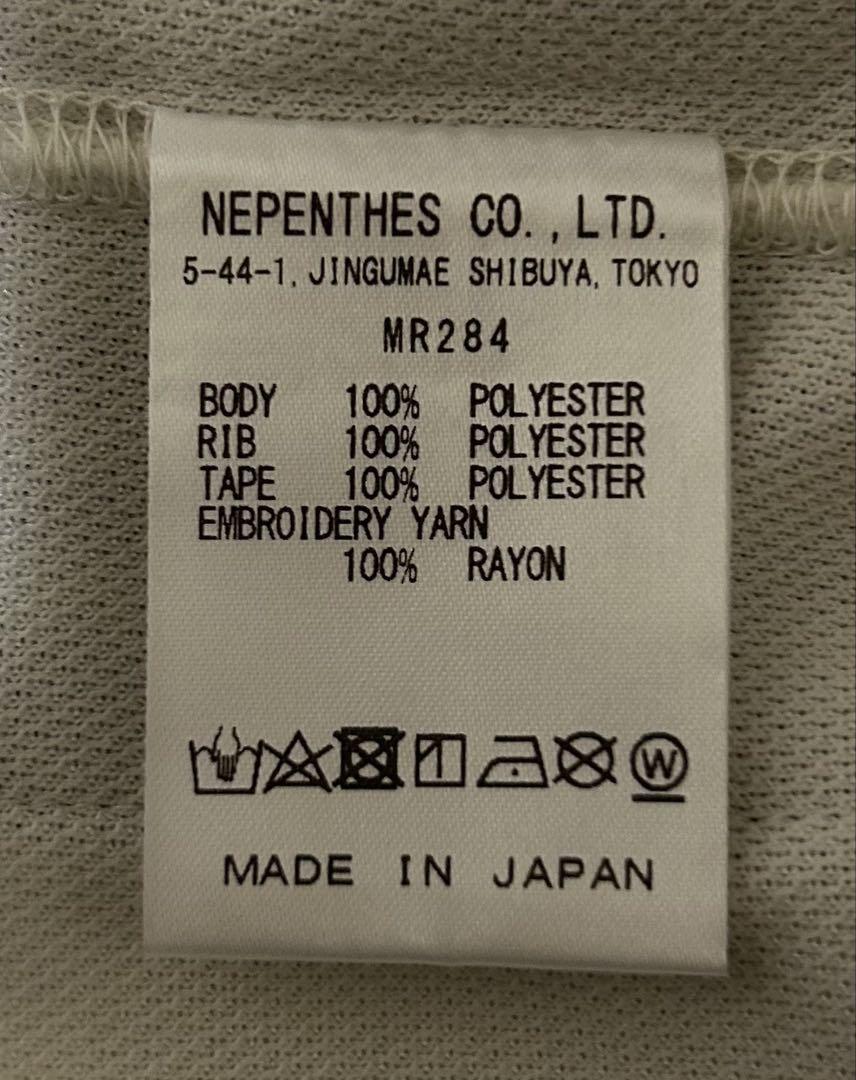 NEPENTHES CO.,LTD.
5-44-1, JINGUMAE SHIBUYA, TOKYO
MR284
BODY 100% POLYESTER
RIB 100% POLYESTER
TAPE 100% POLYESTER
EMBROIDERY YARN
100% RAYON
W
MADE IN JAPAN